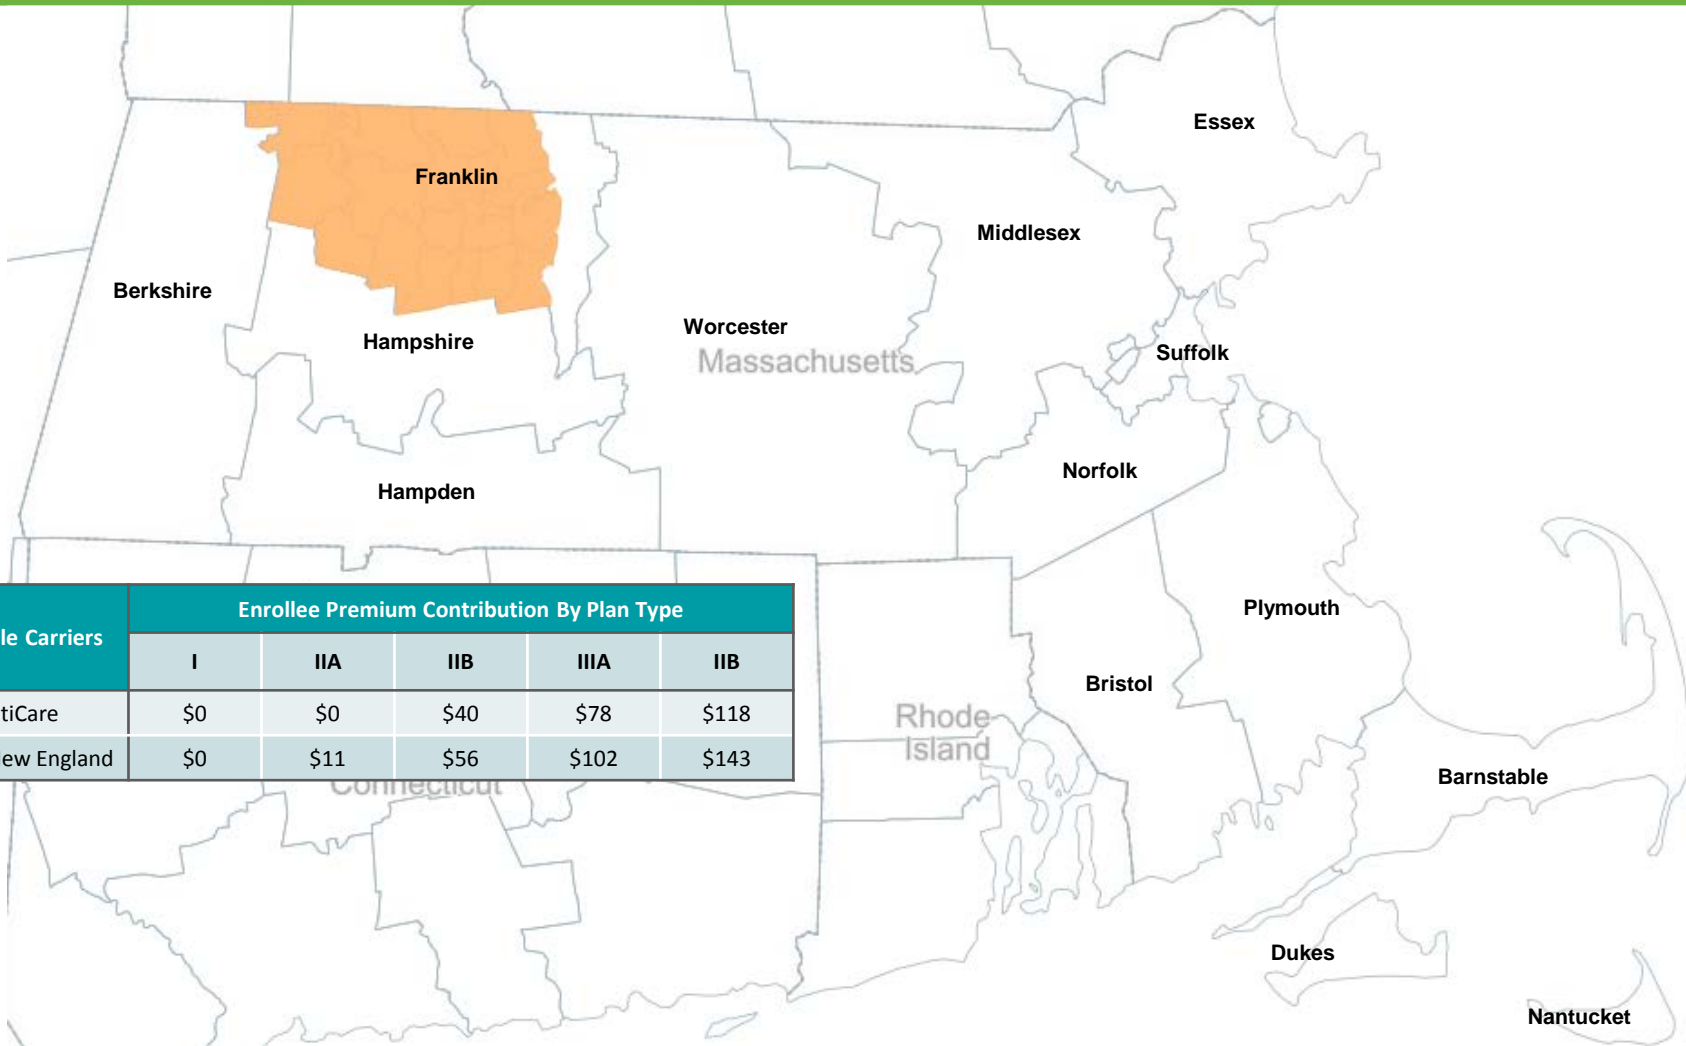 Essex
Franklin
Middlesex
Berkshire
Worcester
Hampshire
Suffolk
Massachusetts
Norfolk
Hampden
le Carriers
Enrollee Premium Contribution By Plan Type
I IIA IIB IIIA IIB
tiCare $0 $0 $40 $78 $118
New England $0 $11 $56 $102 $143
Plymouth
Bristol
Rhode
Island
Barnstable
Connecticut
Dukes
Nantucket